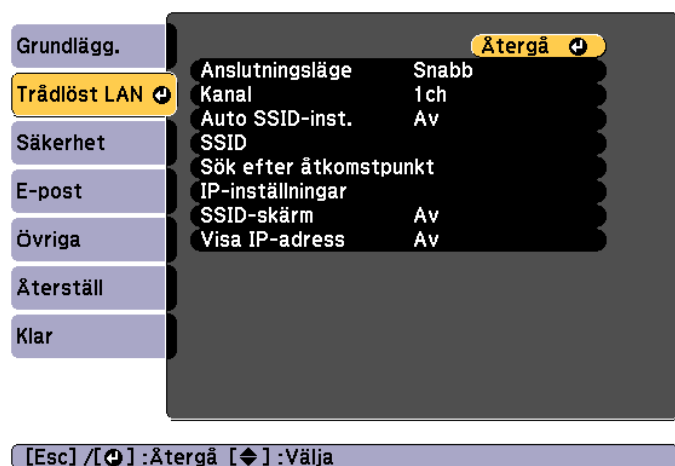 Grundlägg.
Trådlöst LAN
Säkerhet
E-post
Övriga
Återställ
Klar
Återgå
Anslutningsläge Snabb
Kanal 1ch
Auto SSID-inst. Av
SSID
Sök efter åtkomstpunkt
IP-inställningar
SSID-skärm Av
Visa IP-adress Av
[Esc] /[⏎] :Återgå [◆] :Välja